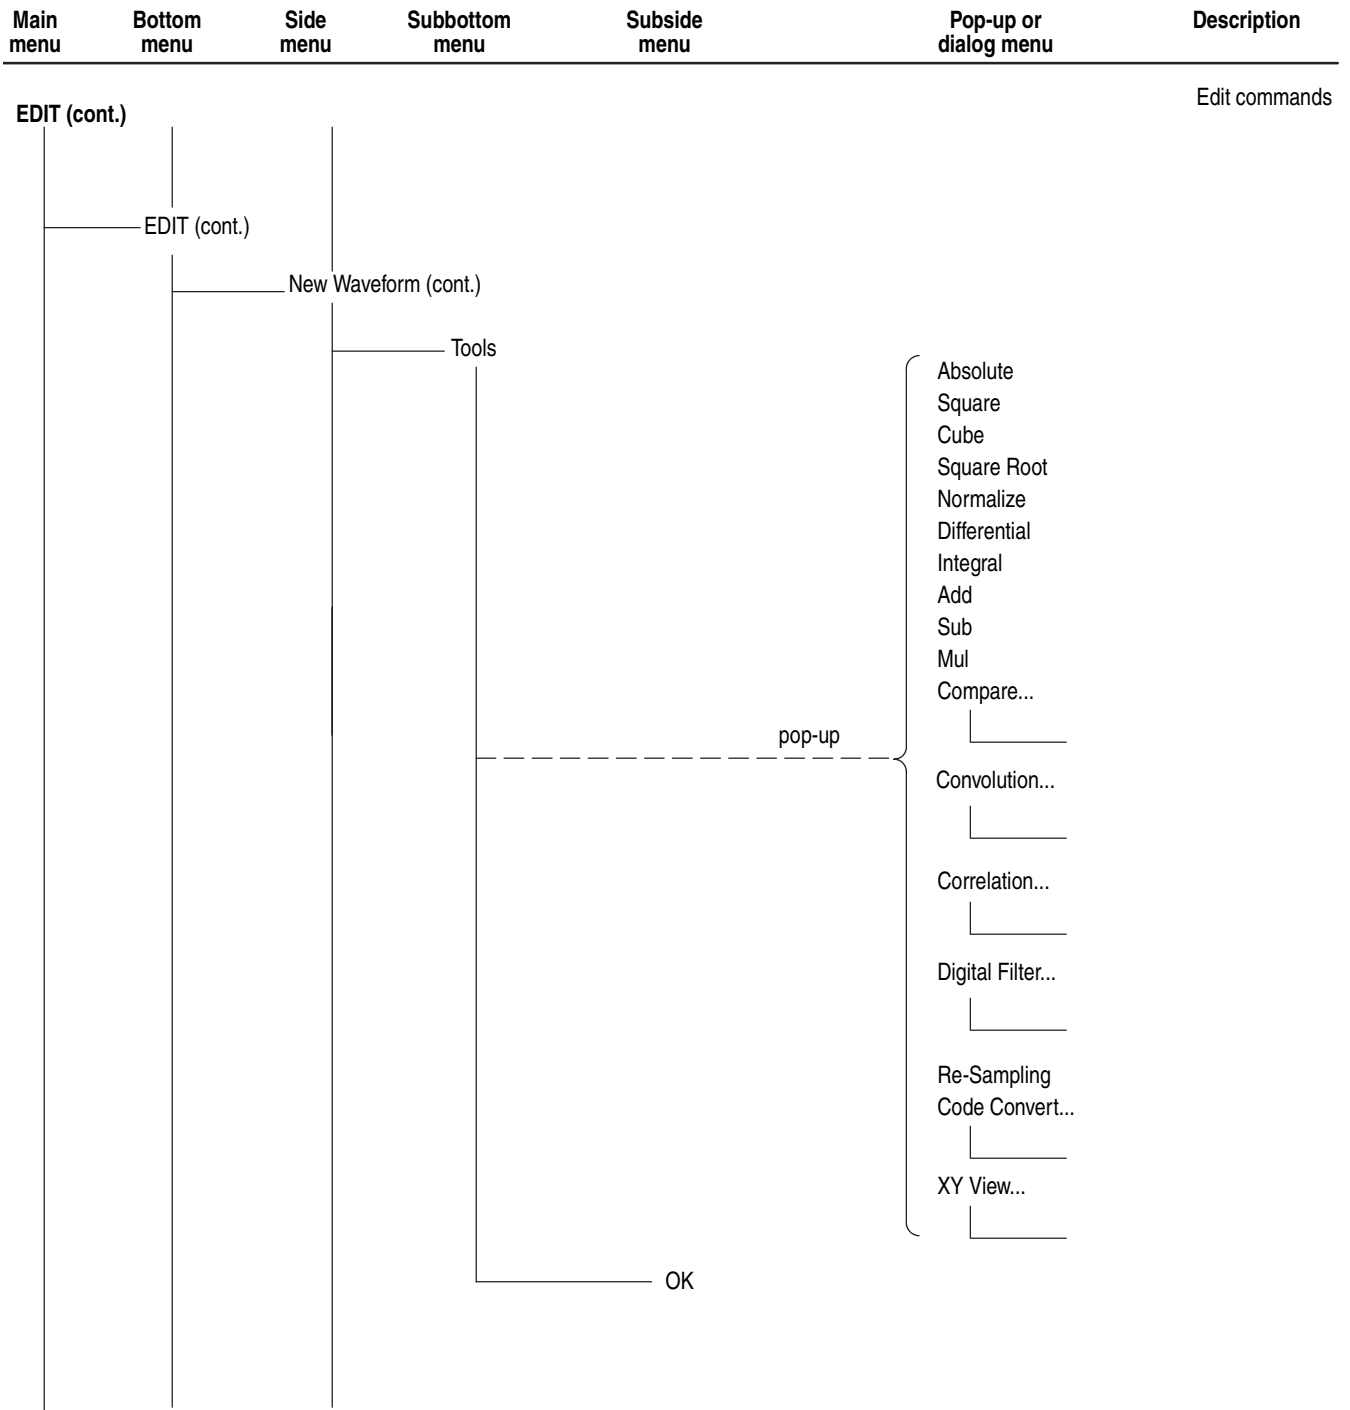 Main menu
Bottom menu
Side menu
Subbottom menu
Subside menu
Pop-up or dialog menu
Description
Edit commands
EDIT (cont.)
EDIT (cont.)
New Waveform (cont.)
Tools
Absolute
Square
Cube
Square Root
Normalize
Differential
Integral
Add
Sub
Mul
Compare...
pop-up
Convolution...
Correlation...
Digital Filter...
Re-Sampling
Code Convert...
XY View...
OK